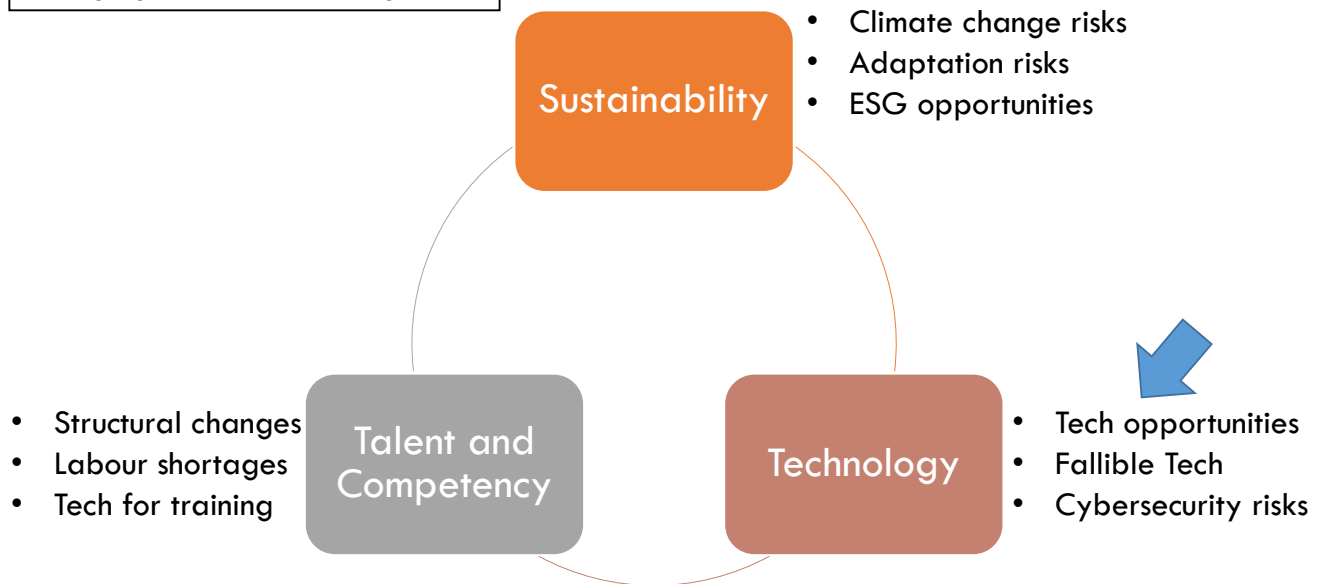 Sustainability
• Climate change risks
• Adaptation risks
• ESG opportunities
• Structural changes
• Labour shortages
• Tech for training
Talent and
Competency
Technology
• Tech opportunities
• Fallible Tech
• Cybersecurity risks